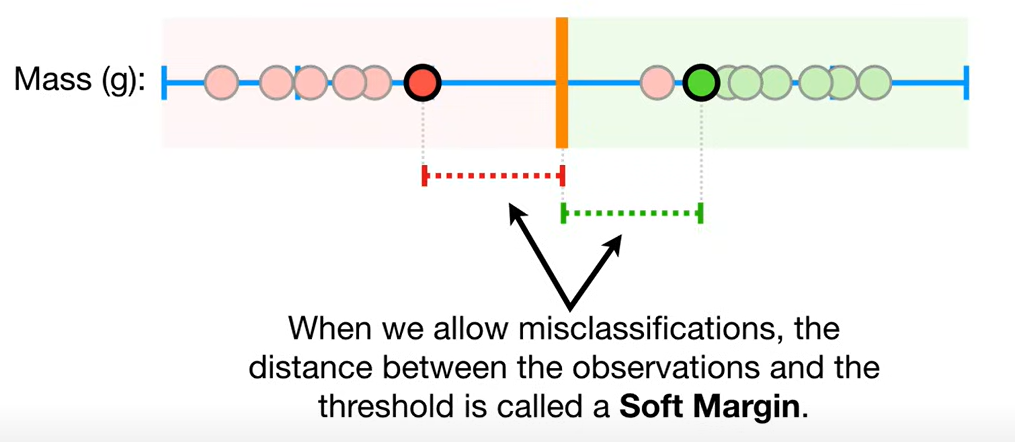 Mass (g):
When we allow misclassifications, the
distance between the observations and the
threshold is called a Soft Margin.